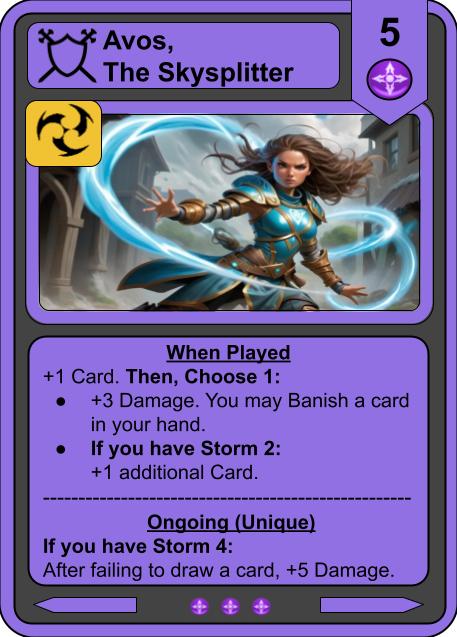 Avos,
The Skysplitter
5
When Played
+1 Card. Then, Choose 1:
● +3 Damage. You may Banish a card
in your hand.
● If you have Storm 2:
+1 additional Card.
----------------------------------------------------
Ongoing (Unique)
If you have Storm 4:
After failing to draw a card, +5 Damage.